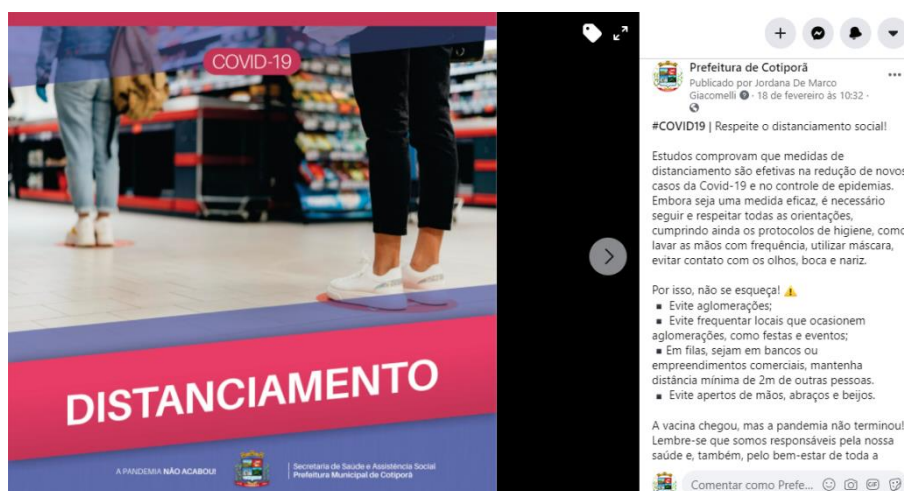 COVID-19
DISTANCIAMENTO
A PANDEMIA NÃO ACABOU!
Secretaria de Saúde e Assistência Social
Prefeitura Municipal de Cotiporã
Prefeitura de Cotiporã
Publicado por Jordana De Marco
Giacomelli · 18 de fevereiro às 10:32 ·
#COVID19 | Respeite o distanciamento social!
Estudos comprovam que medidas de
distanciamento são efetivas na redução de novos
casos da Covid-19 e no controle de epidemias.
Embora seja uma medida eficaz, é necessário
seguir e respeitar todas as orientações,
cumprindo ainda os protocolos de higiene, como
lavar as mãos com frequência, utilizar máscara,
evitar contato com os olhos, boca e nariz.
Por isso, não se esqueça! ⚠️
▪ Evite aglomerações;
▪ Evite frequentar locais que ocasionem
aglomerações, como festas e eventos;
▪ Em filas, sejam em bancos ou
empreendimentos comerciais, mantenha
distância mínima de 2m de outras pessoas.
▪ Evite apertos de mãos, abraços e beijos.
A vacina chegou, mas a pandemia não terminou!
Lembre-se que somos responsáveis pela nossa
saúde e, também, pelo bem-estar de toda a
Comentar como Prefe...
GIF